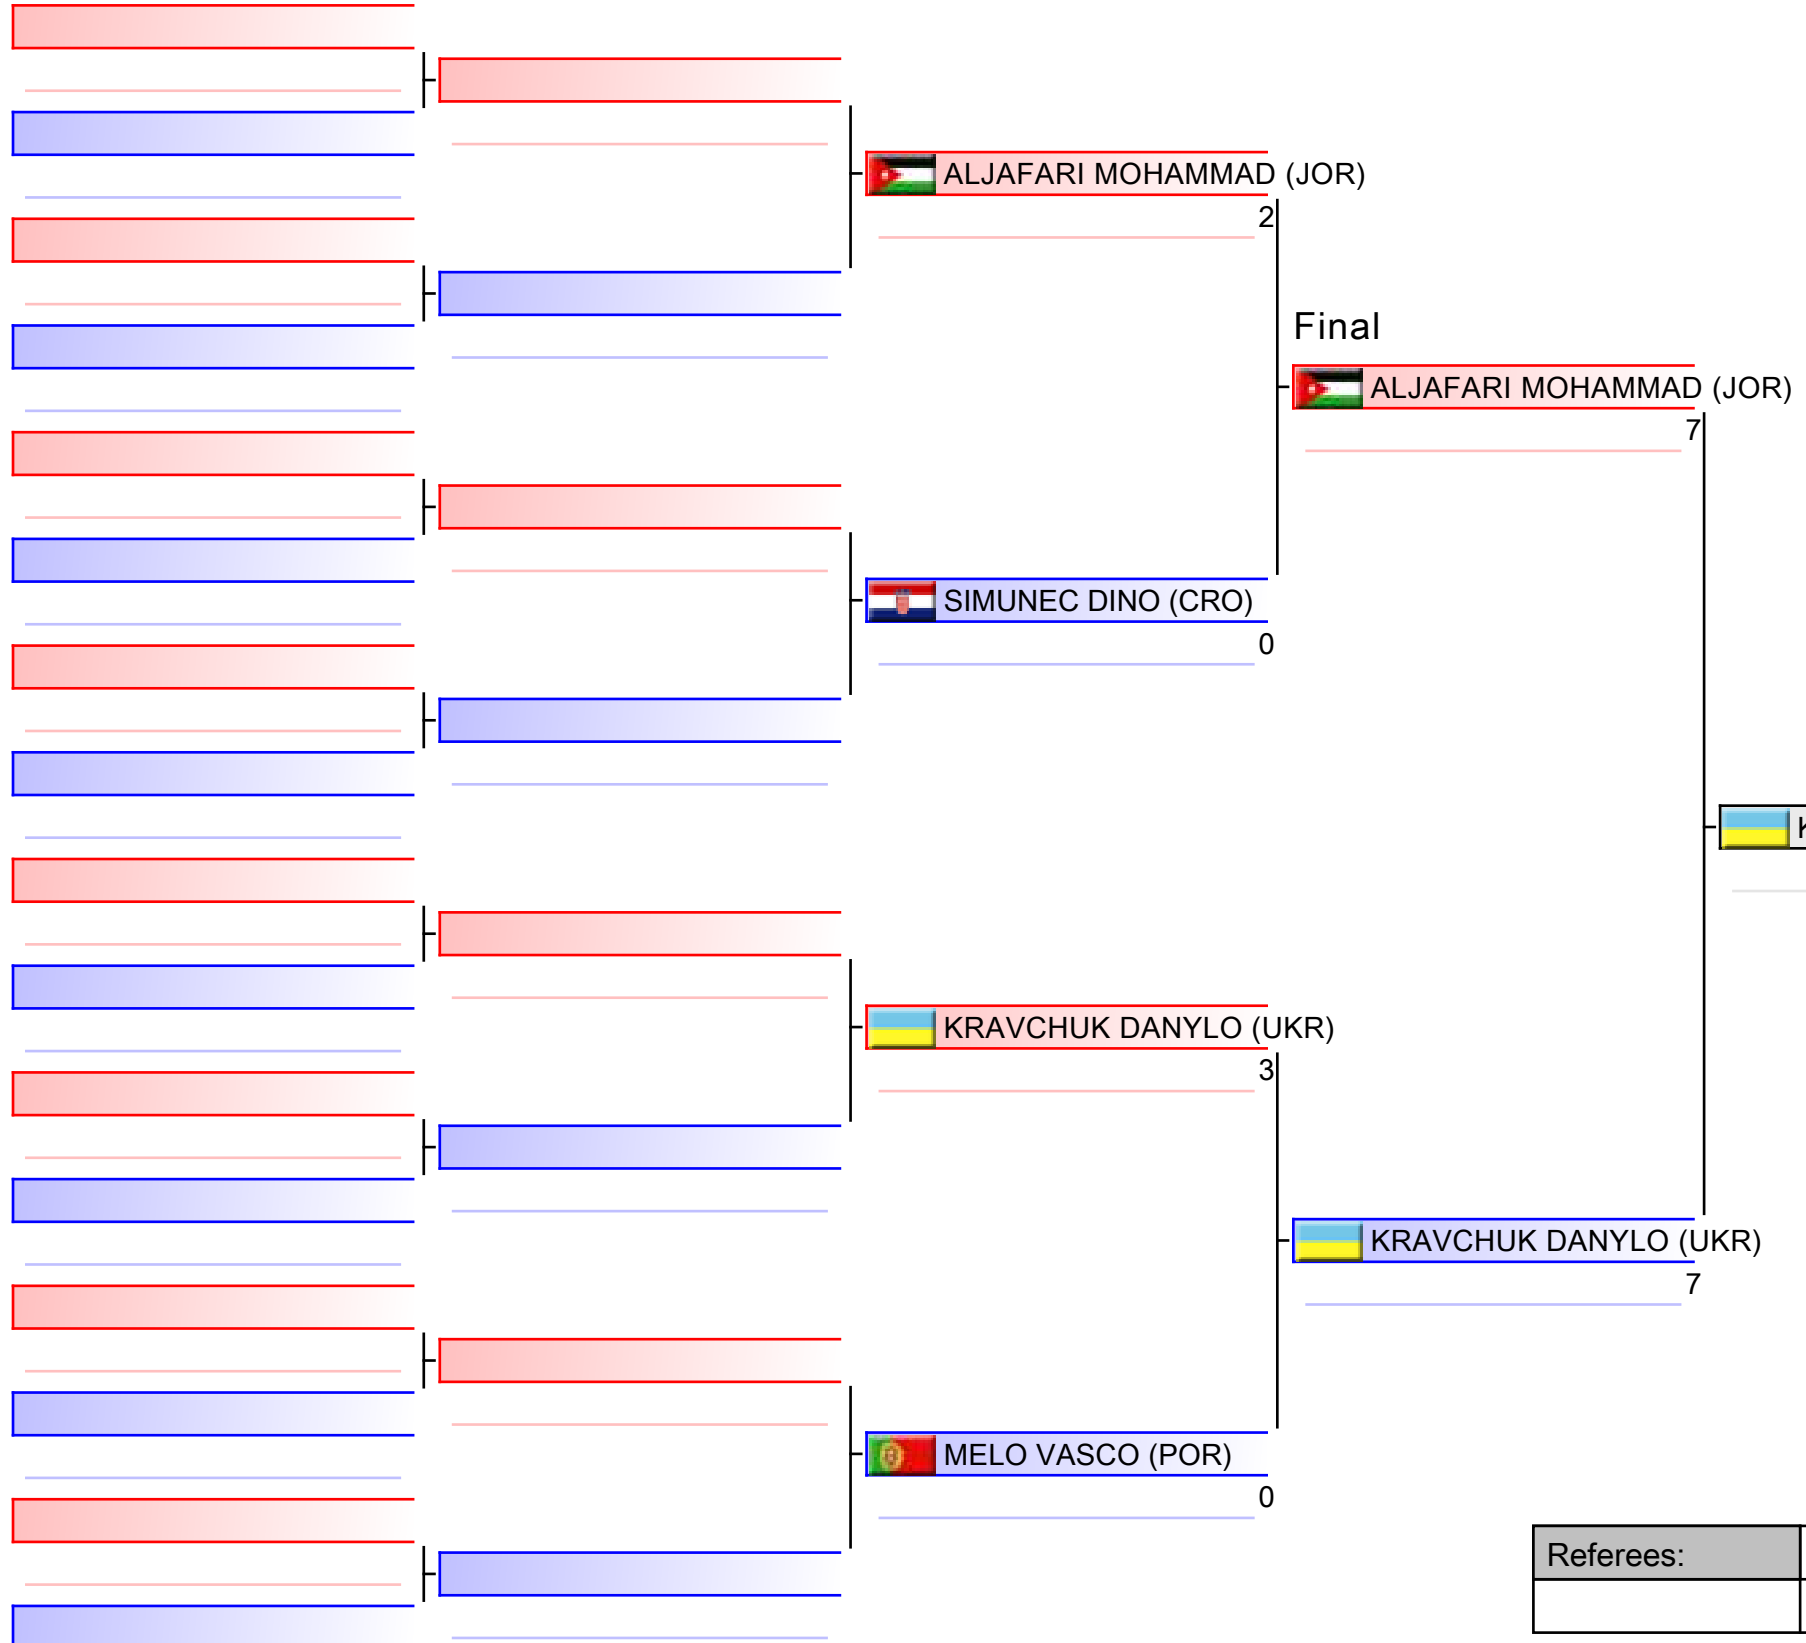 ALJAFARI MOHAMMAD (JOR)
2
Final
ALJAFARI MOHAMMAD (JOR)
7
SIMUNEC DINO (CRO)
0
KRAVCHUK DANYLO (UKR)
3
KRAVCHUK DANYLO (UKR)
7
MELO VASCO (POR)
0
Referees: